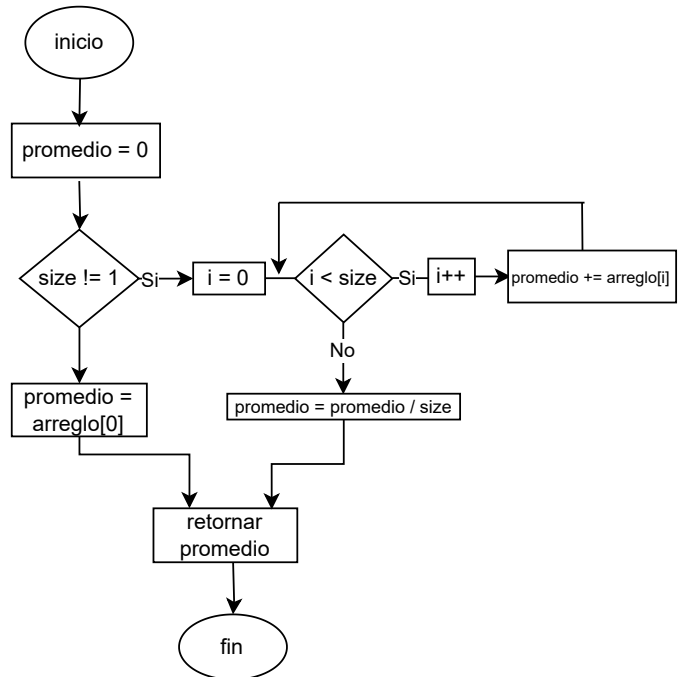 inicio
promedio = 0
size != 1
Si
i = 0
i < size
Si
i++
promedio += arreglo[i]
No
promedio =
arreglo[0]
promedio = promedio / size
retornar
promedio
fin